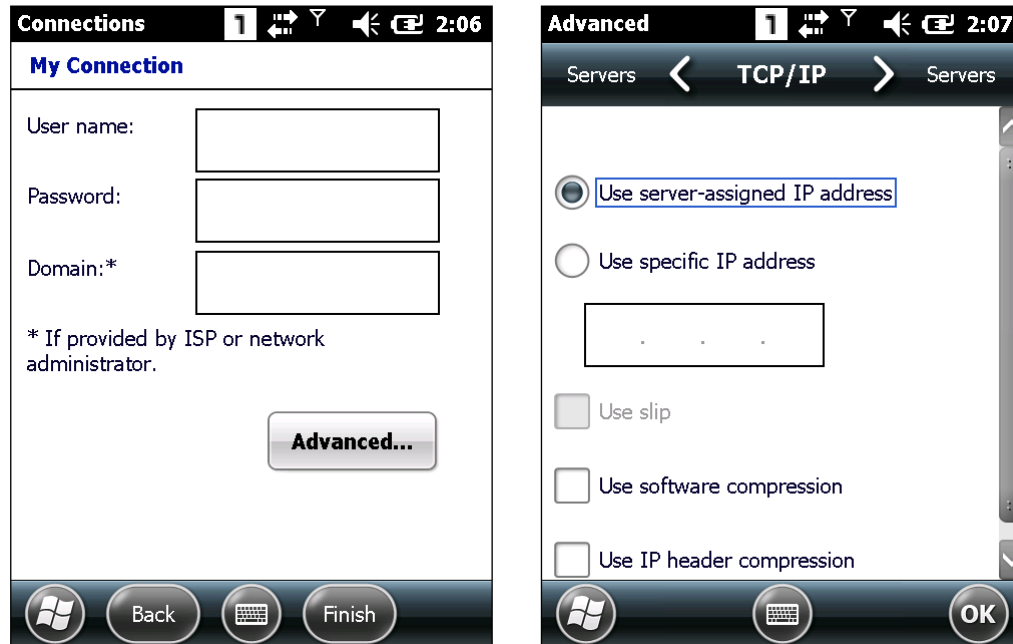 Connections 1 2:06
My Connection
User name:
Password:
Domain:*
* If provided by ISP or network
administrator.
Advanced...
Back Finish
Advanced 1 2:07
Servers TCP/IP Servers
Use server-assigned IP address
Use specific IP address
. . .
Use slip
Use software compression
Use IP header compression
OK